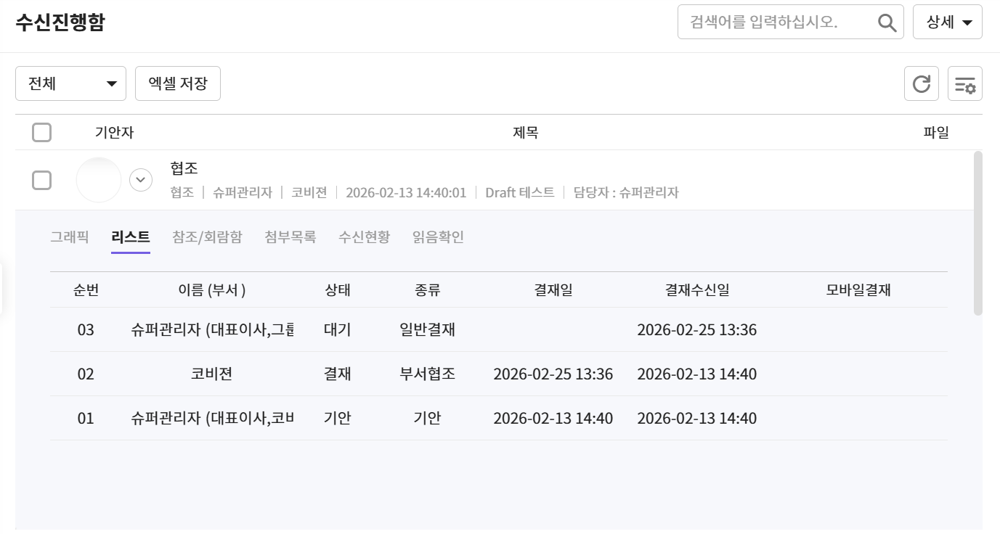 수신진행함
검색어를 입력하십시오.
상세
전체
엑셀 저장
기안자 제목 파일
협조
협조 | 슈퍼관리자 | 코비젼 | 2026-02-13 14:40:01 | Draft 테스트 | 담당자 : 슈퍼관리자
그래픽 리스트 참조/회람함 첨부목록 수신현황 읽음확인
순번 이름 (부서 ) 상태 종류 결재일 결재수신일 모바일결재
03 슈퍼관리자 (대표이사,그룹 대기 일반결재 2026-02-25 13:36
02 코비젼 결재 부서협조 2026-02-25 13:36 2026-02-13 14:40
01 슈퍼관리자 (대표이사,코비 기안 기안 2026-02-13 14:40 2026-02-13 14:40